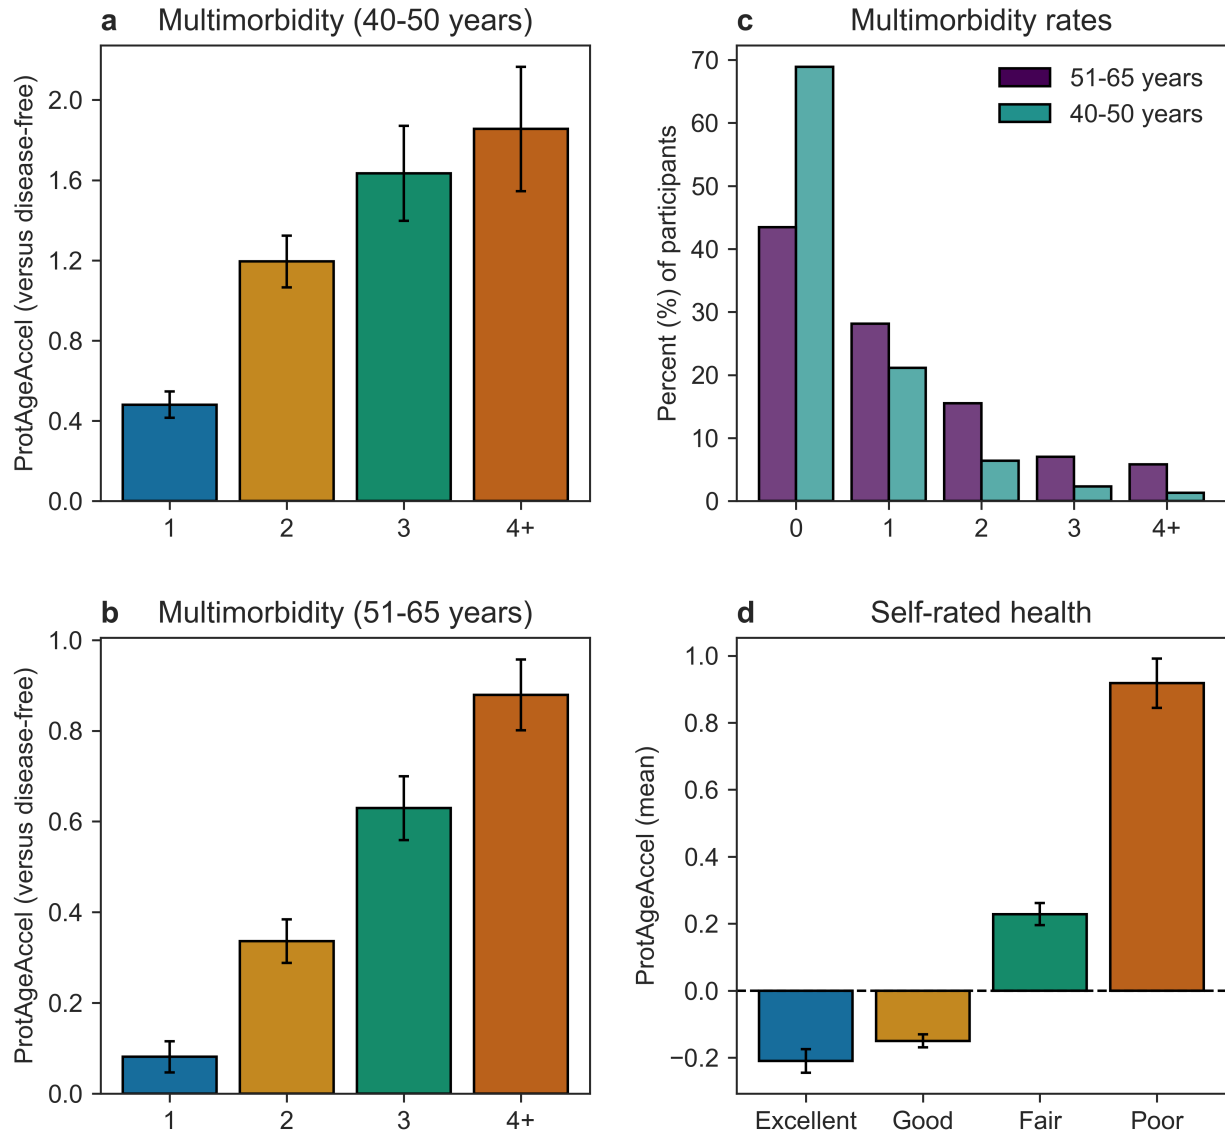 a Multimorbidity (40-50 years)
ProtAgeAccel (versus disease-free)
2.0
1.6
1.2
0.8
0.4
0.0
1 2 3 4+
c Multimorbidity rates
Percent (%) of participants
70
60
50
40
30
20
10
0
51-65 years
40-50 years
0 1 2 3 4+
b Multimorbidity (51-65 years)
ProtAgeAccel (versus disease-free)
1.0
0.8
0.6
0.4
0.2
0.0
1 2 3 4+
d Self-rated health
ProtAgeAccel (mean)
1.0
0.8
0.6
0.4
0.2
0.0
−0.2
Excellent Good Fair Poor